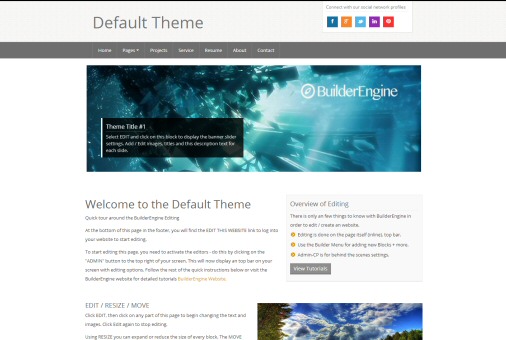 Connect with our social network profiles
Default Theme
Home Pages Projects Service Resume About Contact
BuilderEngine
Theme Title #1
Select EDIT and click on this block to display the banner slider
settings. Add / Edit images, titles and this description text for
each slide.
Welcome to the Default Theme
Quick tour around the BuilderEngine Editing
At the bottom of this page in the footer, you will find the EDIT THIS WEBSITE link to log into
your website to start editing.
To start editing this page, you need to activate the editors - do this by clicking on the
"ADMIN" button to the top right of your screen. This will now display an top bar on your
screen with editing options. Follow the rest of the quick instructions below or visit the
BuilderEngine website for detailed tutorials BuilderEngine Website.
Overview of Editing
There is only an few things to know with BuilderEngine in
order to edit / create an website.
Editing is done on the page itself onlines, top bar.
Use the Builder Menu for adding new Blocks + more.
Admin-CP is for behind the scenes settings.
View Tutorials
EDIT / RESIZE / MOVE
Click EDIT, then click on any part of this page to begin changing the text and
images. Click Edit again to stop editing.
Using RESIZE you can expand or reduce the size of every block. The MOVE